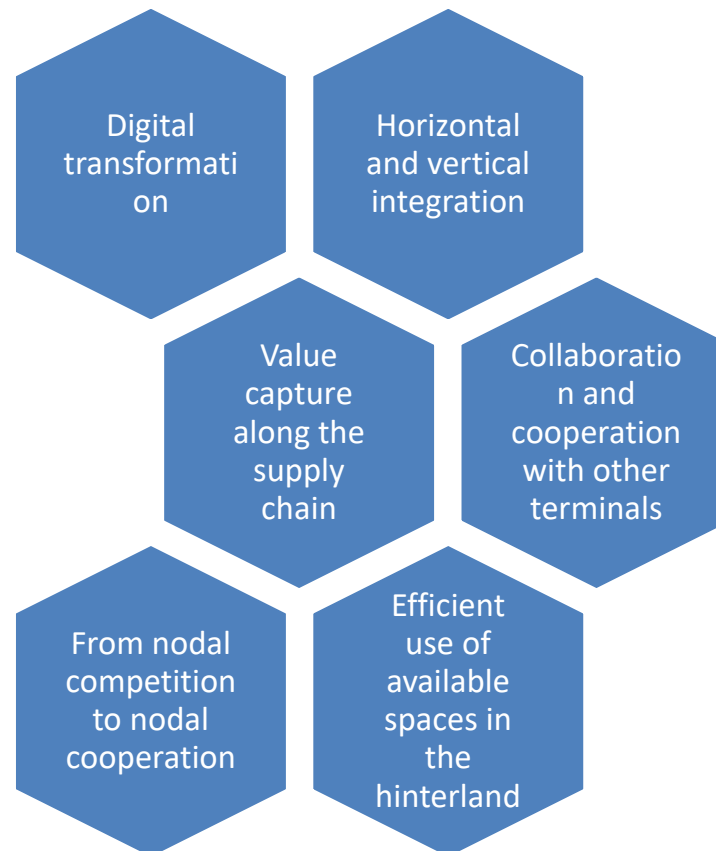 Digital
transformati
on
Horizontal
and vertical
integration
Value
capture
along the
supply
chain
Collaboratio
n and
cooperation
with other
terminals
From nodal
competition
to nodal
cooperation
Efficient
use of
available
spaces in
the
hinterland